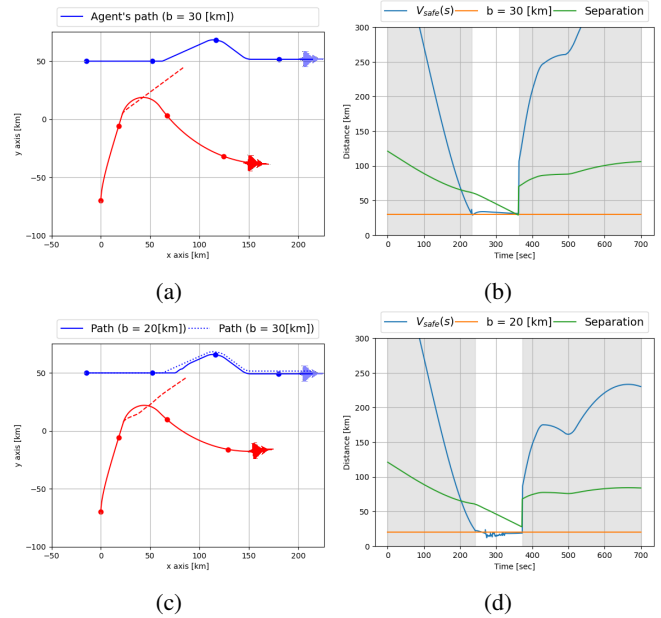 Agent's path (b = 30 [km])
y axis [km]
50
0
−50
−100
−50 0 50 100 150 200
x axis [km]
(a)
V_safe(s) b = 30 [km] Separation
Distance [km]
300
250
200
150
100
50
0
0 100 200 300 400 500 600 700
Time [sec]
(b)
Path (b = 20[km]) Path (b = 30[km])
y axis [km]
50
0
−50
−100
0 50 100 150 200
x axis [km]
(c)
V_safe(s) b = 20 [km] Separation
Distance [km]
300
250
200
150
100
50
0
0 100 200 300 400 500 600 700
Time [sec]
(d)